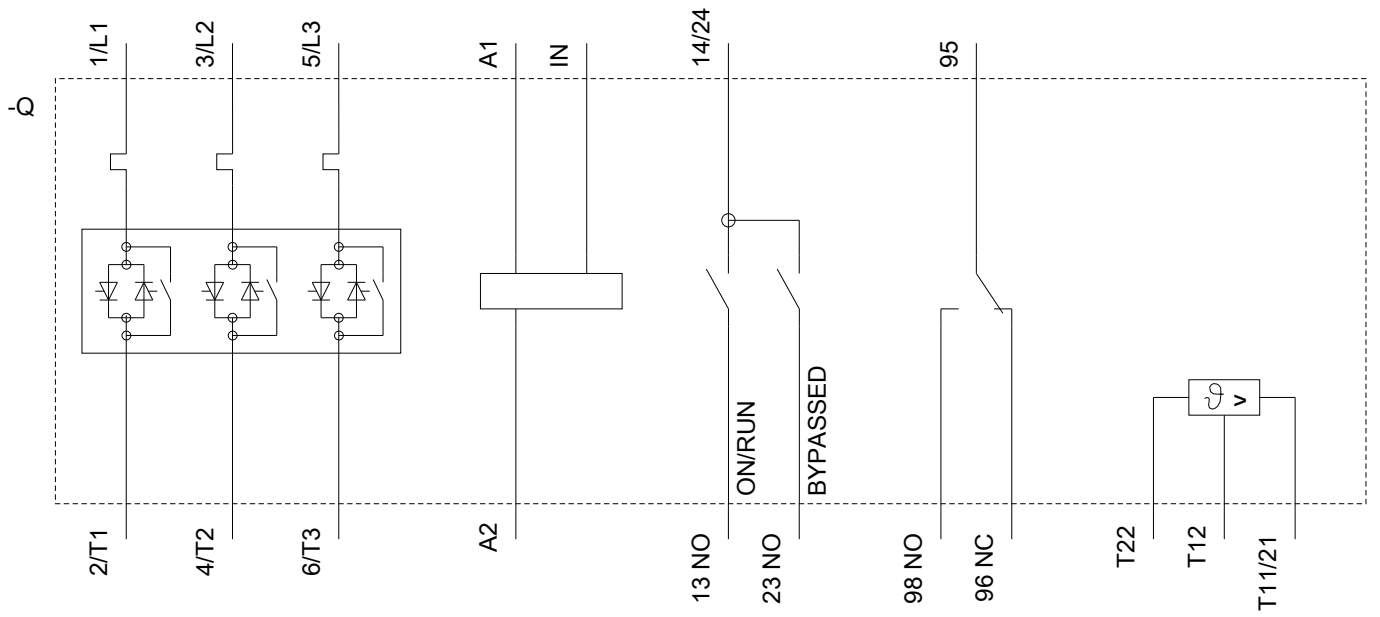 1/L1
3/L2
5/L3
A1
IN
14/24
95
-Q
ϑ >
ON/RUN
BYPASSED
2/T1
4/T2
6/T3
A2
13 NO
23 NO
98 NO
96 NC
T22
T12
T11/21